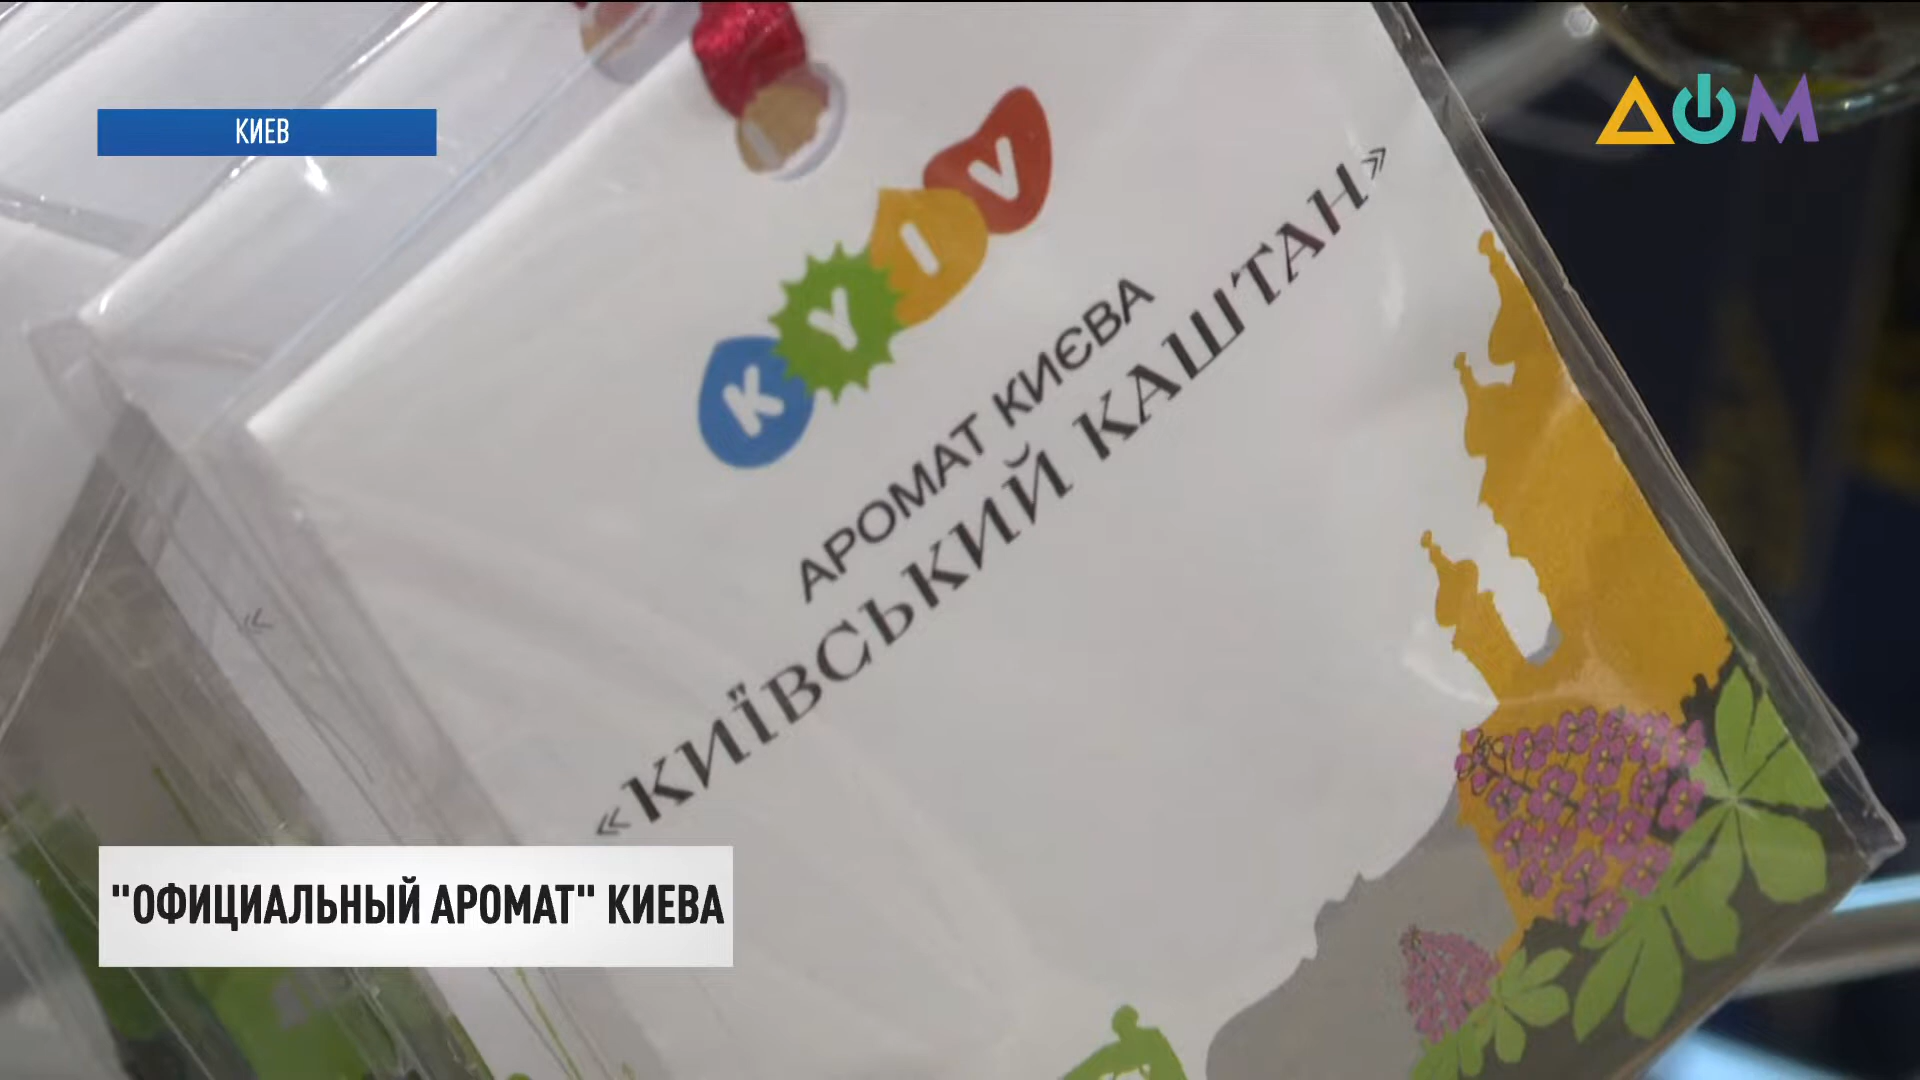 КИЕВ
ДОМ
KYIV
АРОМАТ КИЄВА
«КИЇВСЬКИЙ КАШТАН»
«
"ОФИЦИАЛЬНЫЙ АРОМАТ" КИЕВА